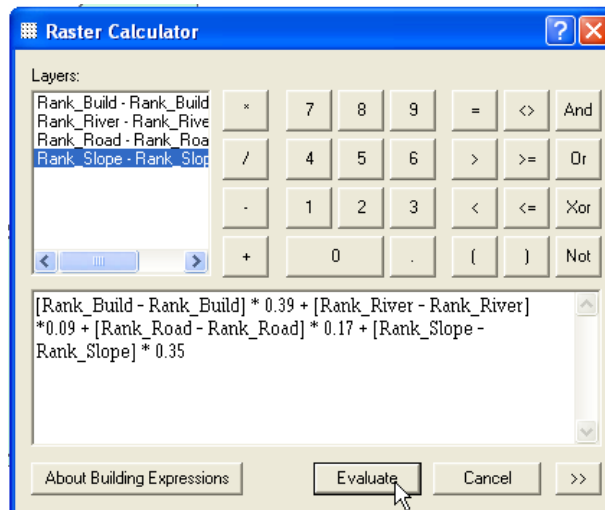 Raster Calculator
Layers:
Rank_Build - Rank_Build
Rank_River - Rank_Rive
Rank_Road - Rank_Roa
Rank_Slope - Rank_Slop
* 7 8 9 = <> And
/ 4 5 6 > >= Or
- 1 2 3 < <= Xor
+ 0 . ( ) Not
[Rank_Build - Rank_Build] * 0.39 + [Rank_River - Rank_River]
*0.09 + [Rank_Road - Rank_Road] * 0.17 + [Rank_Slope -
Rank_Slope] * 0.35
About Building Expressions Evaluate Cancel >>